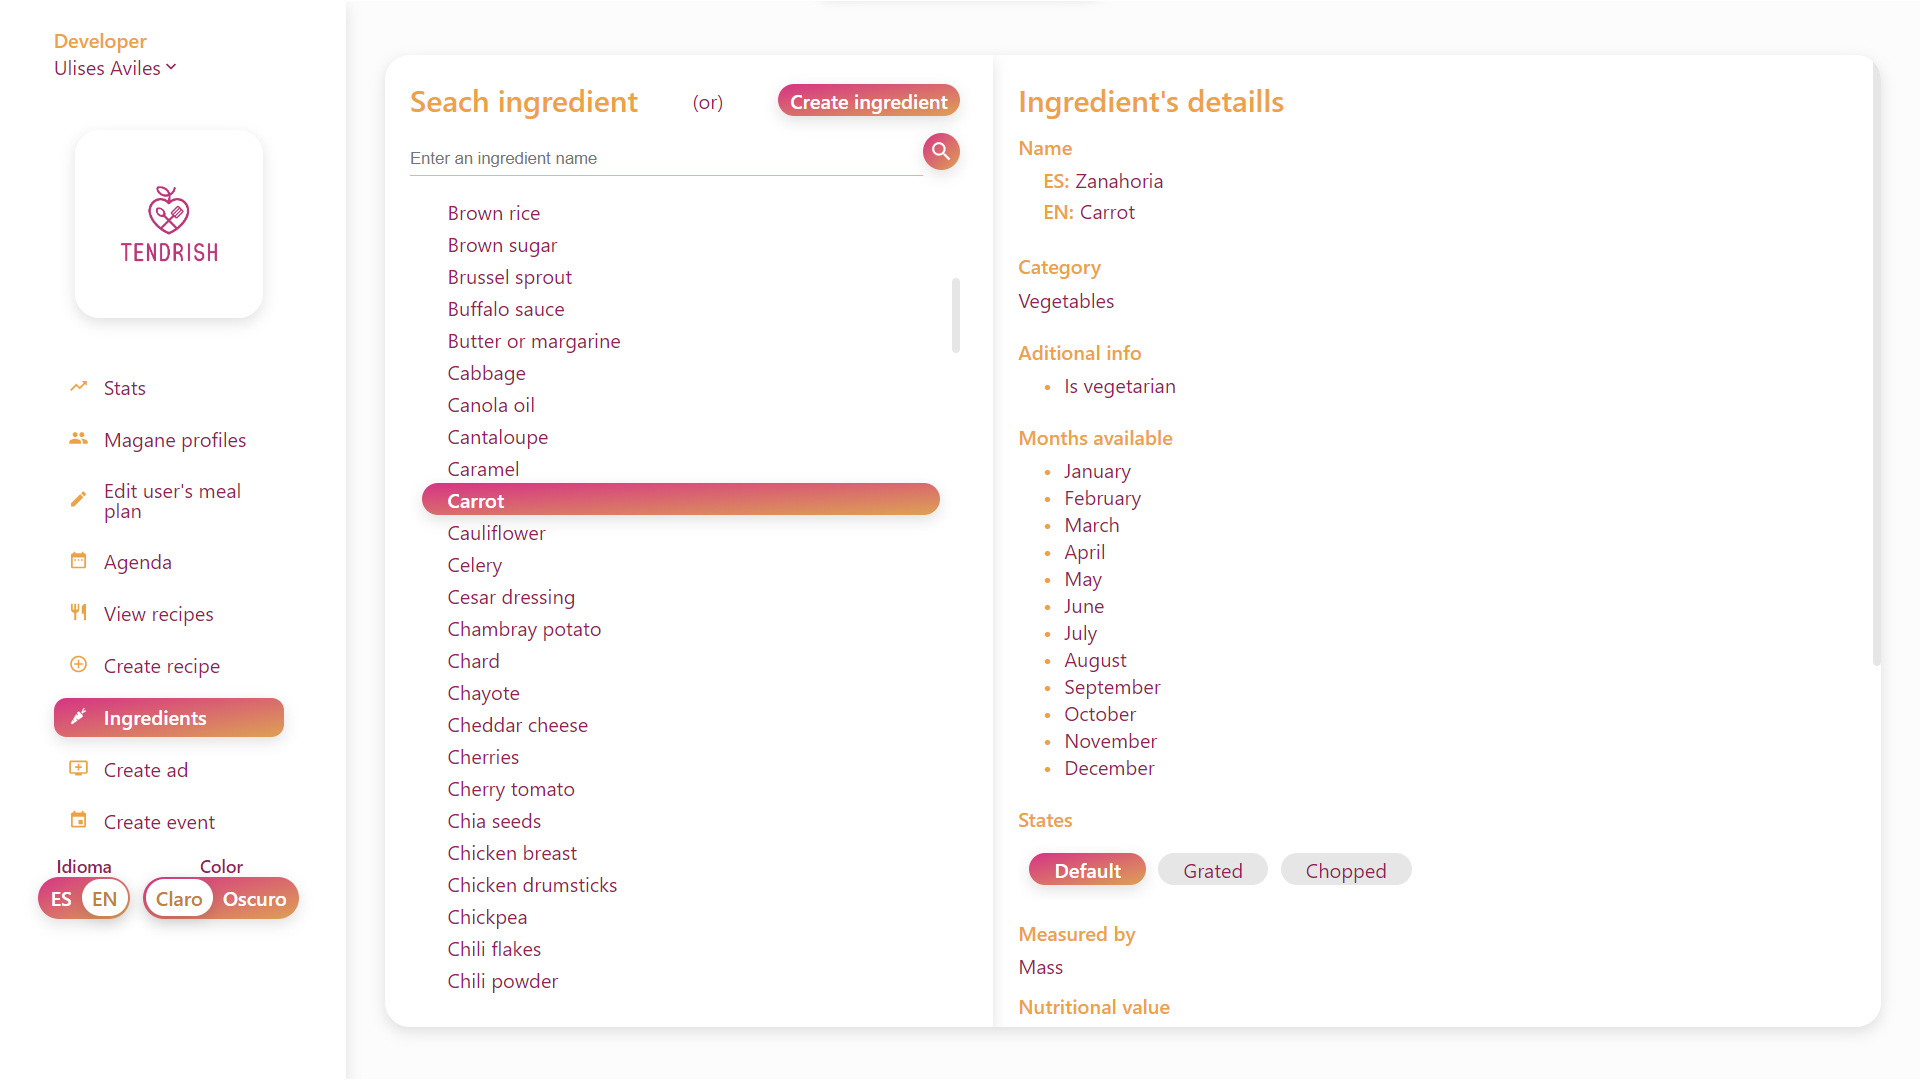 Developer
Ulises Aviles
TENDRISH
Stats
Magane profiles
Edit user's meal
plan
Agenda
View recipes
Create recipe
Ingredients
Create ad
Create event
Idioma
Color
ES EN
Claro Oscuro
Seach ingredient
(or)
Create ingredient
Enter an ingredient name
Brown rice
Brown sugar
Brussel sprout
Buffalo sauce
Butter or margarine
Cabbage
Canola oil
Cantaloupe
Caramel
Carrot
Cauliflower
Celery
Cesar dressing
Chambray potato
Chard
Chayote
Cheddar cheese
Cherries
Cherry tomato
Chia seeds
Chicken breast
Chicken drumsticks
Chickpea
Chili flakes
Chili powder
Ingredient's detaills
Name
ES: Zanahoria
EN: Carrot
Category
Vegetables
Aditional info
Is vegetarian
Months available
January
February
March
April
May
June
July
August
September
October
November
December
States
Default
Grated
Chopped
Measured by
Mass
Nutritional value